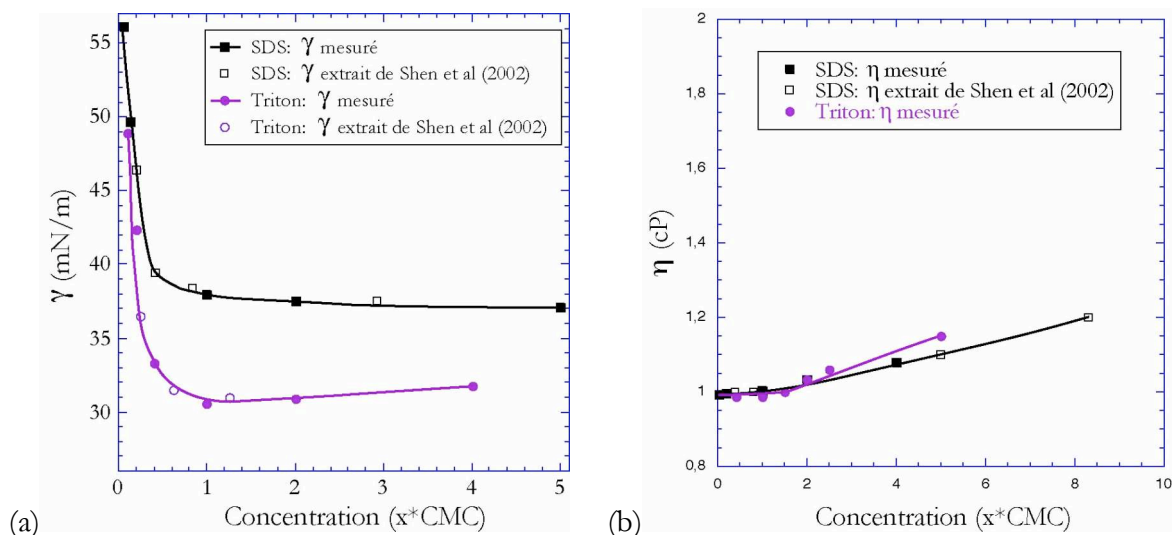 SDS: γ mesuré
SDS: γ extrait de Shen et al (2002)
Triton: γ mesuré
Triton: γ extrait de Shen et al (2002)
55
50
45
40
35
30
γ (mN/m)
0 1 2 3 4 5
Concentration (x*CMC)
(a)
SDS: η mesuré
SDS: η extrait de Shen et al (2002)
Triton: η mesuré
2
1,8
1,6
1,4
1,2
1
0,8
η (cP)
0 2 4 6 8 10
Concentration (x*CMC)
(b)